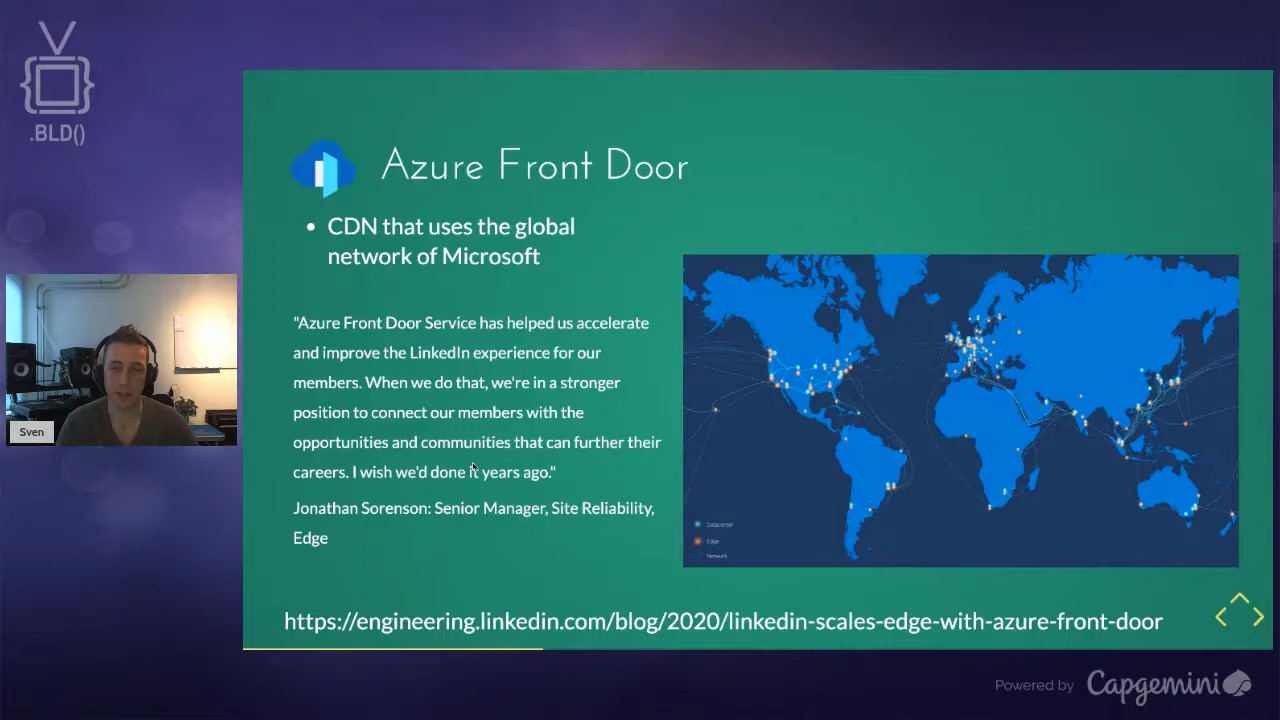 .BLD()
Azure Front Door
• CDN that uses the global
network of Microsoft
"Azure Front Door Service has helped us accelerate
and improve the LinkedIn experience for our
members. When we do that, we're in a stronger
position to connect our members with the
opportunities and communities that can further their
careers. I wish we'd done it years ago."
Jonathan Sorenson: Senior Manager, Site Reliability,
Edge
Datacenter
Edge
Network
https://engineering.linkedin.com/blog/2020/linkedin-scales-edge-with-azure-front-door
Sven
Powered by Capgemini